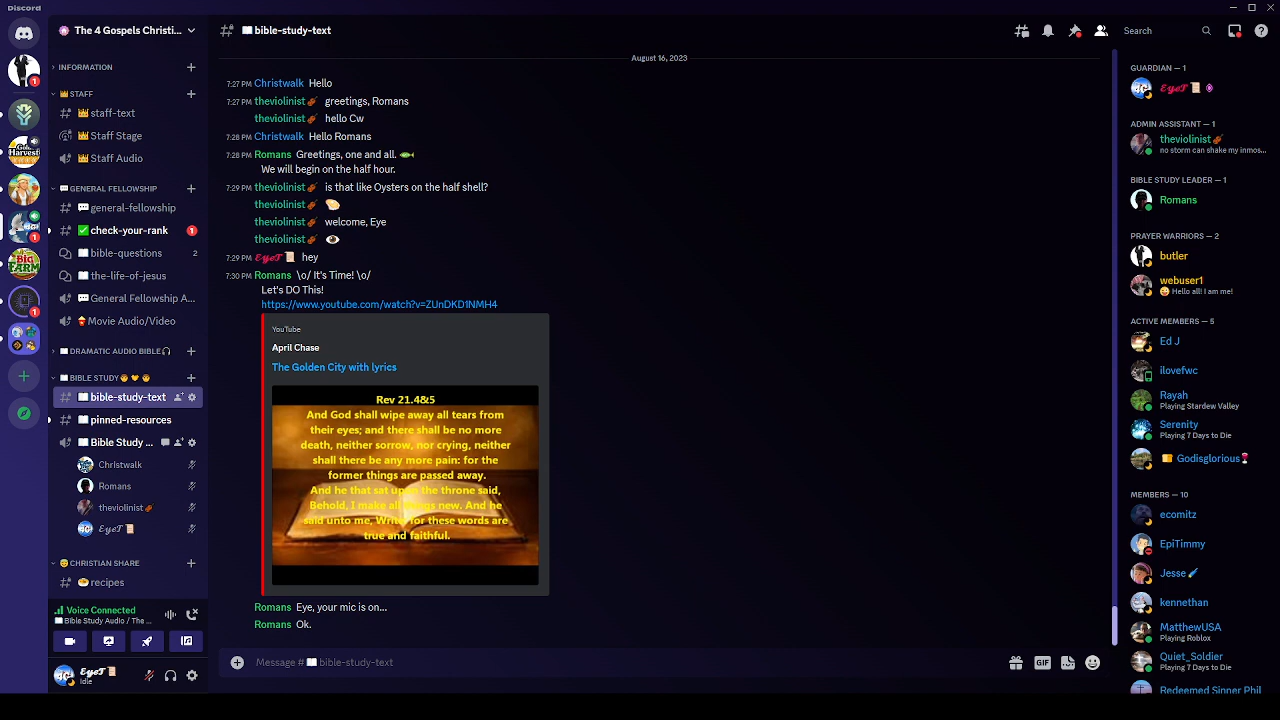 Discord
The 4 Gospels Christi...
INFORMATION
STAFF
staff-text
Staff Stage
Staff Audio
GENERAL FELLOWSHIP
general-fellowship
check-your-rank 1
bible-questions 2
the-life-of-jesus
General Fellowship A...
Movie Audio/Video
DRAMATIC AUDIO BIBLE
BIBLE STUDY
bible-study-text
pinned-resources
Bible Study ...
Christwalk
Romans
theviolinist
EyeT
CHRISTIAN SHARE
recipes
Voice Connected
Bible Study Audio / The ...
EyeT
Idle
bible-study-text
Search
August 16, 2023
7:27 PM Christwalk Hello
7:27 PM theviolinist greetings, Romans
theviolinist hello Cw
7:28 PM Christwalk Hello Romans
7:28 PM Romans Greetings, one and all.
We will begin on the half hour.
7:29 PM theviolinist is that like Oysters on the half shell?
theviolinist
theviolinist welcome, Eye
theviolinist
7:29 PM EyeT hey
7:30 PM Romans \o/ It's Time! \o/
Let's DO This!
https://www.youtube.com/watch?v=ZUnDKD1NMH4
YouTube
April Chase
The Golden City with lyrics
Rev 21.4&5
And God shall wipe away all tears from
their eyes; and there shall be no more
death, neither sorrow, nor crying, neither
shall there be any more pain: for the
former things are passed away.
And he that sat upon the throne said,
Behold, I make all things new. And he
said unto me, Write for these words are
true and faithful.
Romans Eye, your mic is on...
Romans Ok.
Message # bible-study-text
GIF
GUARDIAN — 1
EyeT
ADMIN ASSISTANT — 1
theviolinist
no storm can shake my inmos...
BIBLE STUDY LEADER — 1
Romans
PRAYER WARRIORS — 2
butler
webuser1
Hello all! I am me!
ACTIVE MEMBERS — 5
Ed J
ilovefwc
Rayah
Playing Stardew Valley
Serenity
Playing 7 Days to Die
Godisglorious
MEMBERS — 10
ecomitz
EpiTimmy
Jesse
kennethan
MatthewUSA
Playing Roblox
Quiet_Soldier
Playing 7 Days to Die
Redeemed Sinner Phil